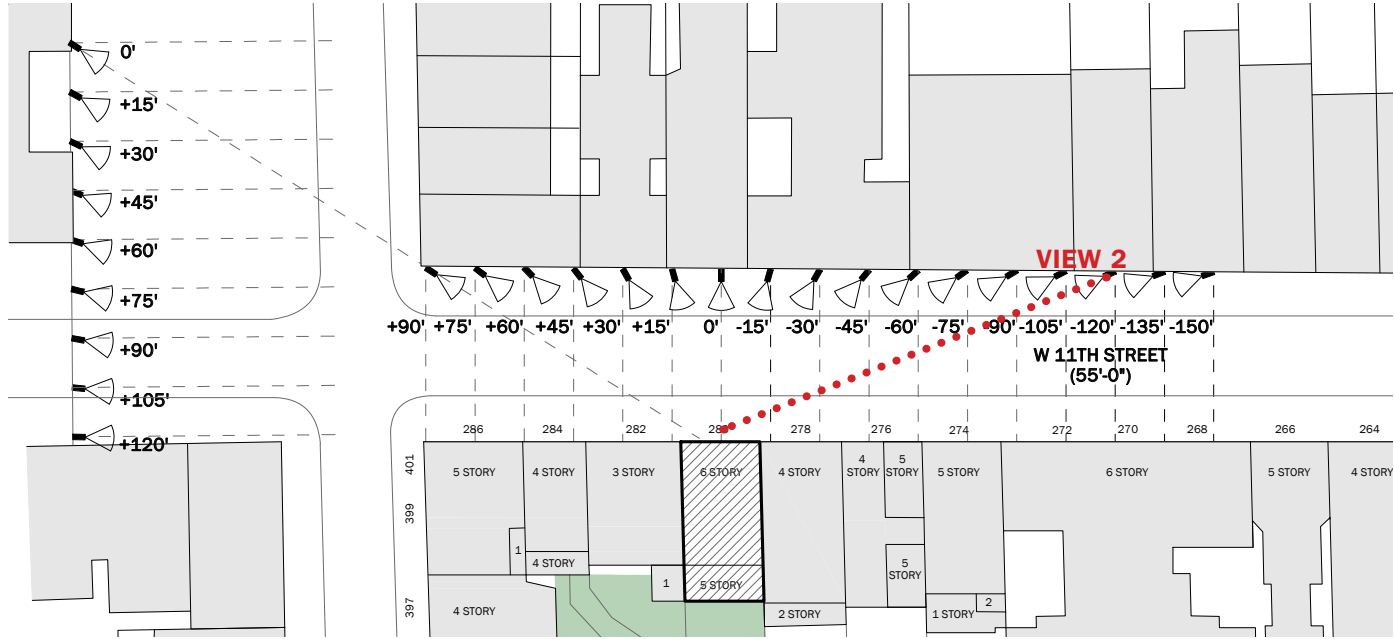 0'
+15'
+30'
+45'
+60'
+75'
+90'
+105'
+120'
VIEW 2
+90' +75' +60' +45' +30' +15' 0' -15' -30' -45' -60' -75' -90' -105' -120' -135' -150'
W 11TH STREET
(55'-0")
286 284 282 280 278 276 274 272 270 268 266 264
401
399
397
5 STORY
4 STORY
3 STORY
6 STORY
4 STORY
4
STORY
5
STORY
5 STORY
6 STORY
5 STORY
4 STORY
1
4 STORY
1
5 STORY
5
STORY
4 STORY
2 STORY
1 STORY
2